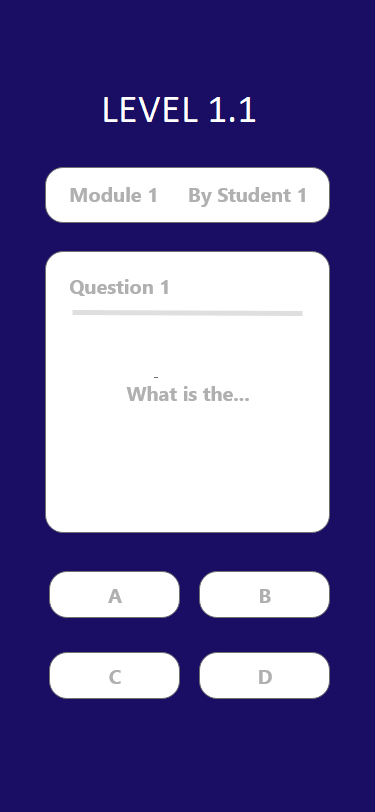 LEVEL 1.1
Module 1 By Student 1
Question 1
What is the...
A B
C D